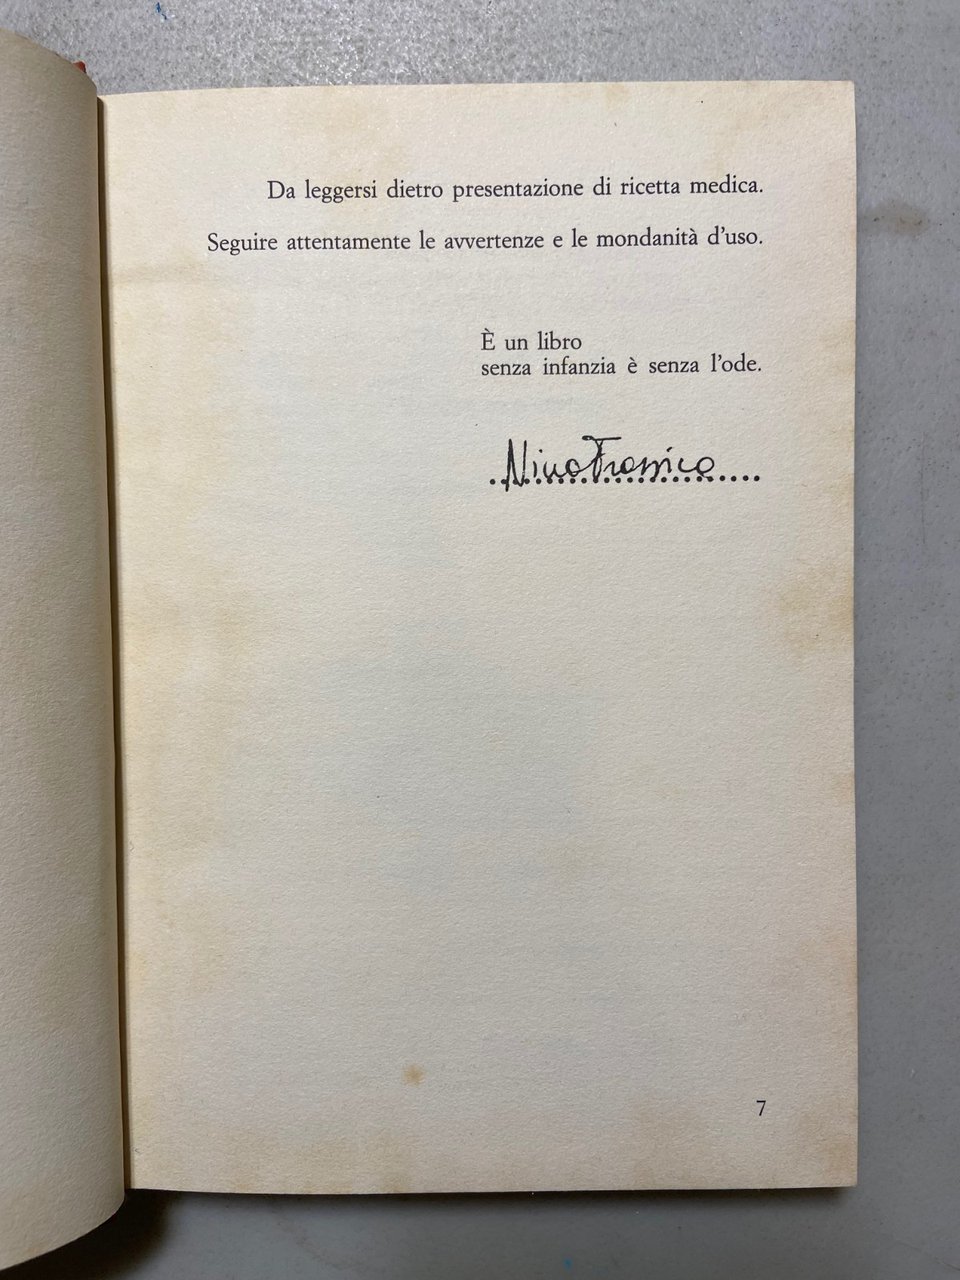 Da leggersi dietro presentazione di ricetta medica.
Seguire attentamente le avvertenze e le mondanità d'uso.
È un libro
senza infanzia è senza l'ode.
Nino Frassica
7